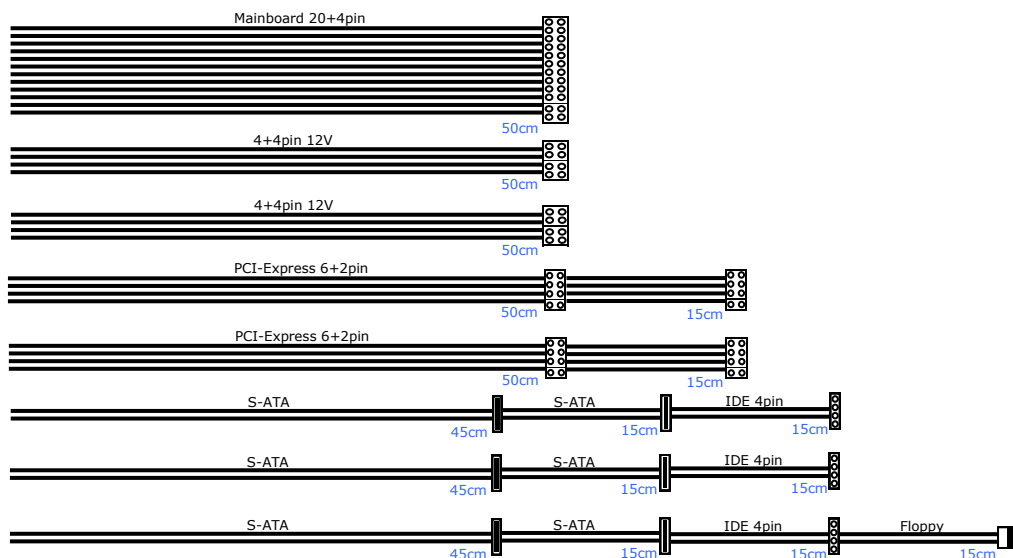 Mainboard 20+4pin
50cm
4+4pin 12V
50cm
4+4pin 12V
50cm
PCI-Express 6+2pin
50cm 15cm
PCI-Express 6+2pin
50cm 15cm
S-ATA S-ATA IDE 4pin
45cm 15cm 15cm
S-ATA S-ATA IDE 4pin
45cm 15cm 15cm
S-ATA S-ATA IDE 4pin Floppy
45cm 15cm 15cm 15cm